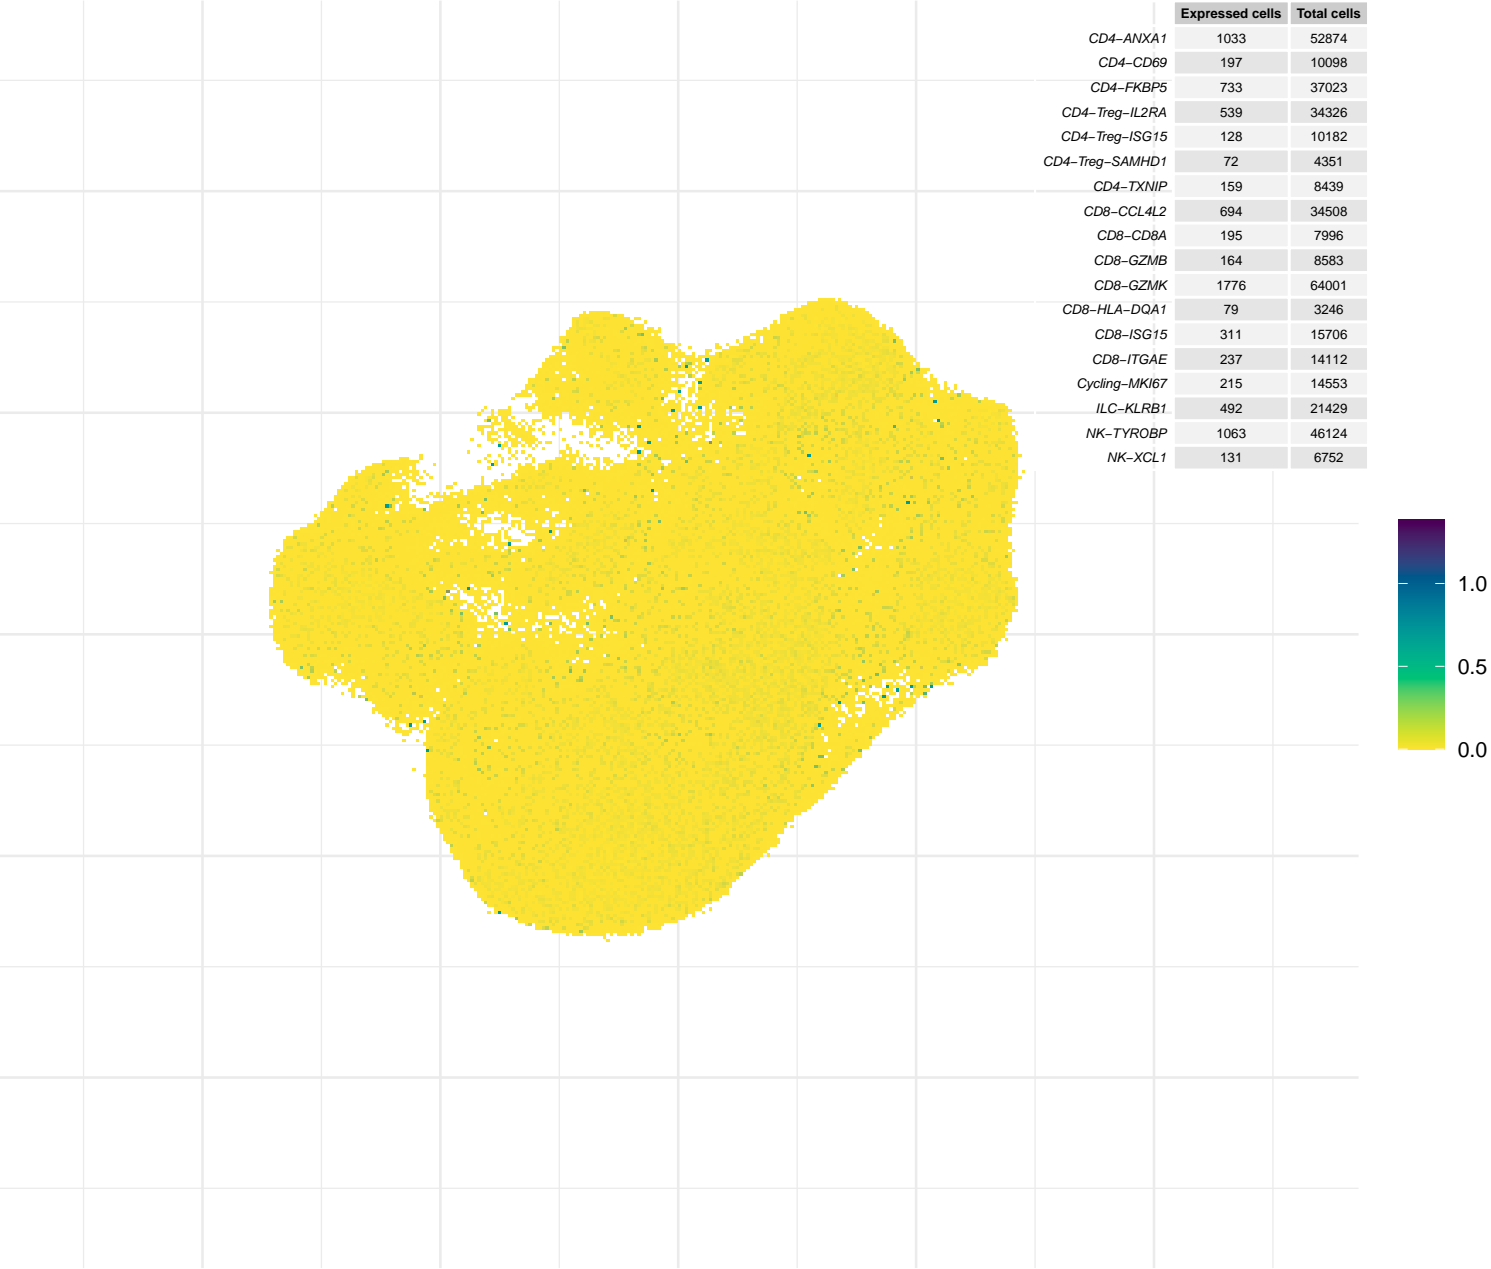 Expressed cells Total cells
CD4−ANXA1 1033 52874
CD4−CD69 197 10098
CD4−FKBP5 733 37023
CD4−Treg−IL2RA 539 34326
CD4−Treg−ISG15 128 10182
CD4−Treg−SAMHD1 72 4351
CD4−TXNIP 159 8439
CD8−CCL4L2 694 34508
CD8−CD8A 195 7996
CD8−GZMB 164 8583
CD8−GZMK 1776 64001
CD8−HLA−DQA1 79 3246
CD8−ISG15 311 15706
CD8−ITGAE 237 14112
Cycling−MKI67 215 14553
ILC−KLRB1 492 21429
NK−TYROBP 1063 46124
NK−XCL1 131 6752
1.0
0.5
0.0